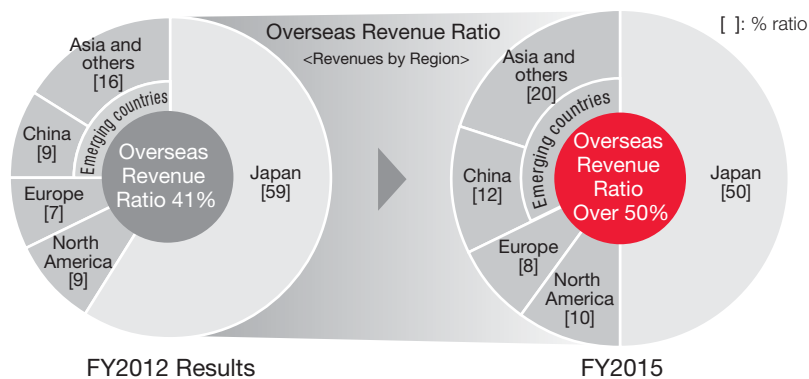 Overseas Revenue Ratio
<Revenues by Region>
[ ]: % ratio
Asia and
others
[16]
China
[9]
Europe
[7]
North
America
[9]
Emerging countries
Overseas
Revenue
Ratio 41%
Japan
[59]
FY2012 Results
Asia and
others
[20]
China
[12]
Europe
[8]
North
America
[10]
Emerging countries
Overseas
Revenue
Ratio
Over 50%
Japan
[50]
FY2015